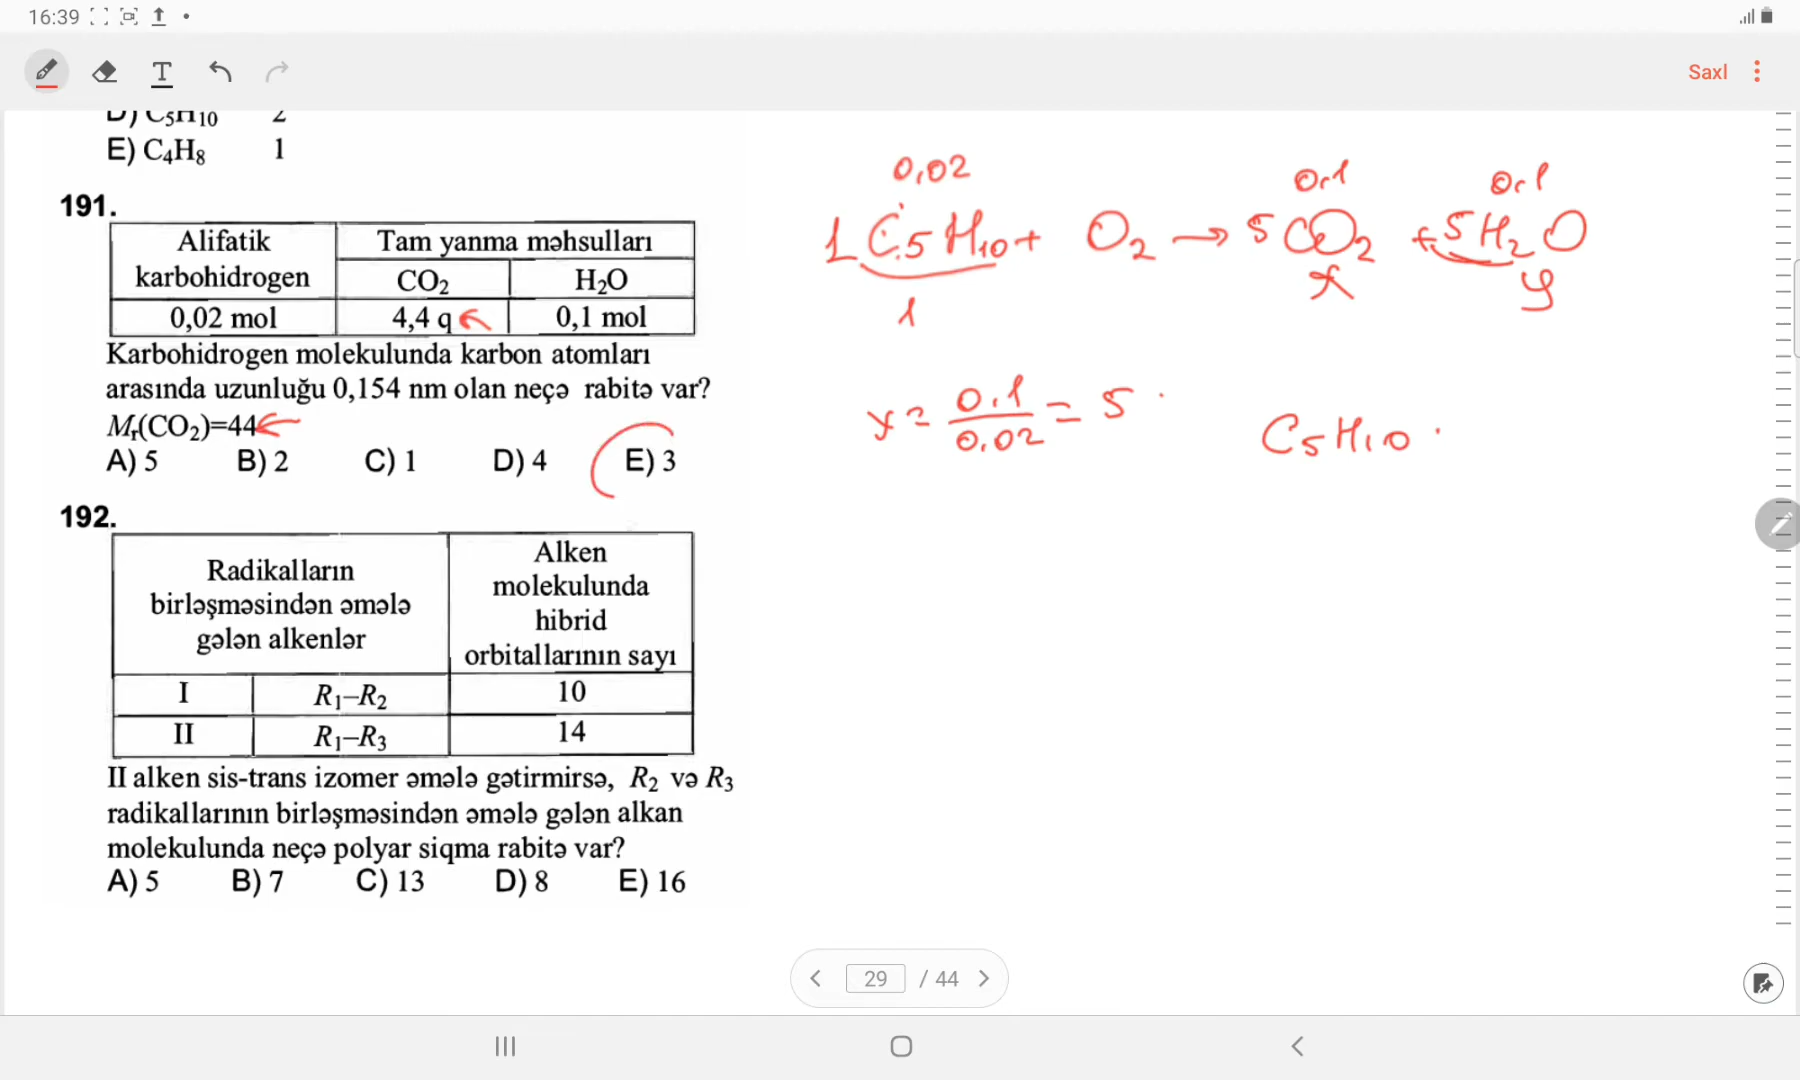 16:39
Saxl
D) C₅H₁₀ 2
E) C₄H₈ 1
191.
Alifatik karbohidrogen
Tam yanma məhsulları
CO₂ H₂O
0,02 mol 4,4 q 0,1 mol
Karbohidrogen molekulunda karbon atomları
arasında uzunluğu 0,154 nm olan neçə rabitə var?
Mᵣ(CO₂)=44
A) 5 B) 2 C) 1 D) 4 E) 3
192.
Radikalların
birləşməsindən əmələ
gələn alkenlər
Alken
molekulunda
hibrid
orbitallarının sayı
I R₁–R₂ 10
II R₁–R₃ 14
II alken sis-trans izomer əmələ gətirmirsə, R₂ və R₃
radikallarının birləşməsindən əmələ gələn alkan
molekulunda neçə polyar siqma rabitə var?
A) 5 B) 7 C) 13 D) 8 E) 16
0,02 0,1 0,1
1 C₅H₁₀ + O₂ → 5CO₂ + 5H₂O
1 x y
x = 0.1/0.02 = 5
C₅H₁₀
29 / 44